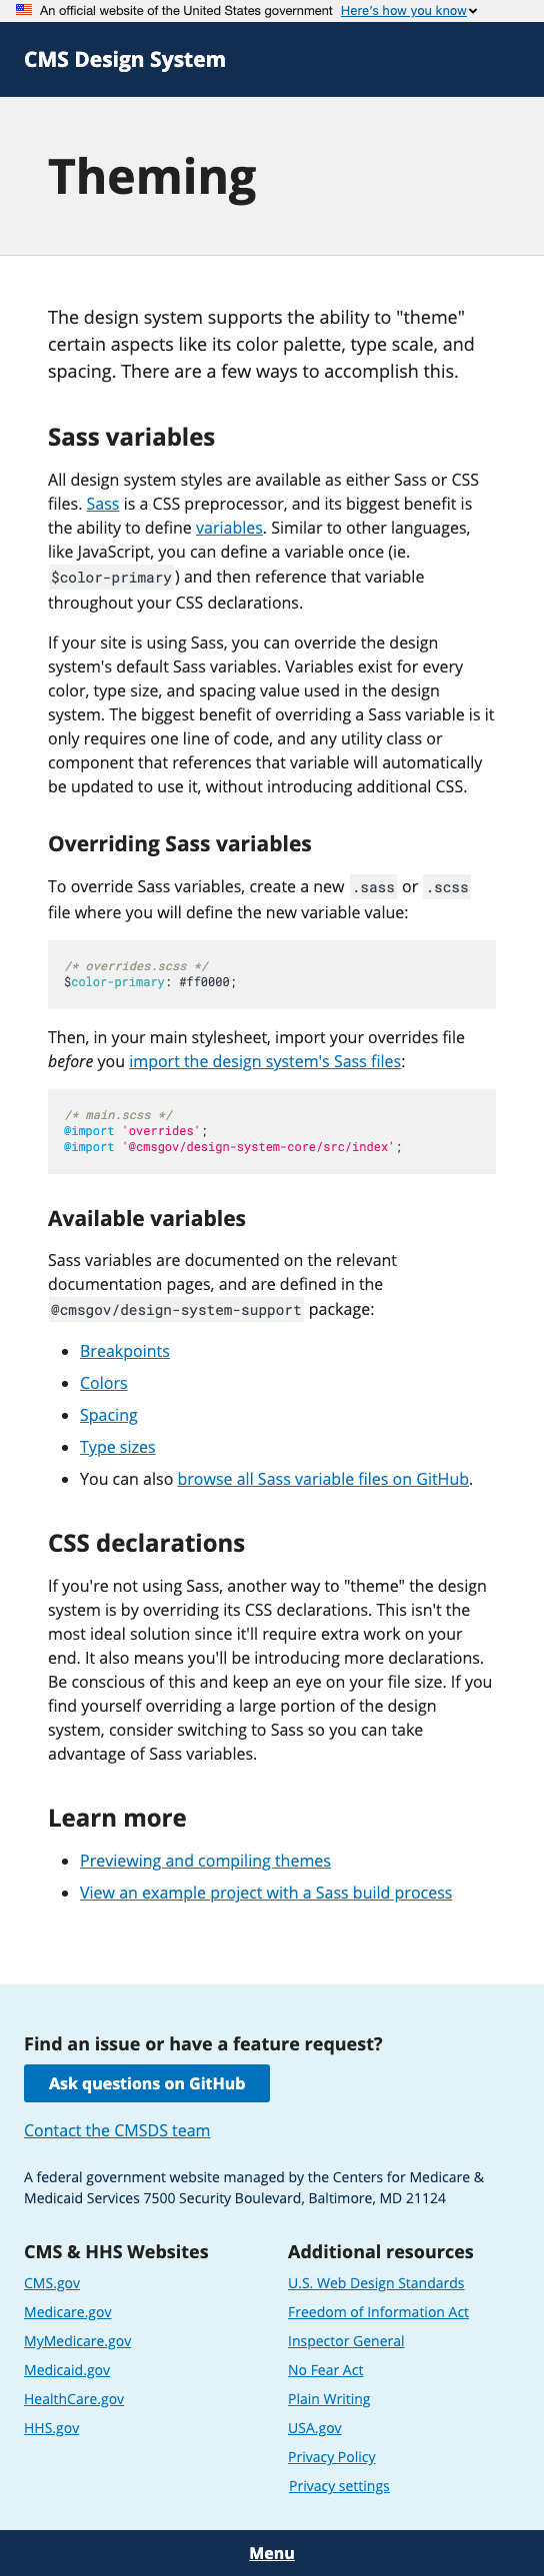 An official website of the United States government Here's how you know
CMS Design System
Theming
The design system supports the ability to "theme"
certain aspects like its color palette, type scale, and
spacing. There are a few ways to accomplish this.
Sass variables
All design system styles are available as either Sass or CSS
files. Sass is a CSS preprocessor, and its biggest benefit is
the ability to define variables. Similar to other languages,
like JavaScript, you can define a variable once (ie.
$color-primary) and then reference that variable
throughout your CSS declarations.
If your site is using Sass, you can override the design
system's default Sass variables. Variables exist for every
color, type size, and spacing value used in the design
system. The biggest benefit of overriding a Sass variable is it
only requires one line of code, and any utility class or
component that references that variable will automatically
be updated to use it, without introducing additional CSS.
Overriding Sass variables
To override Sass variables, create a new .sass or .scss
file where you will define the new variable value:
/* overrides.scss */
$color-primary: #ff0000;
Then, in your main stylesheet, import your overrides file
before you import the design system's Sass files:
/* main.scss */
@import 'overrides';
@import '@cmsgov/design-system-core/src/index';
Available variables
Sass variables are documented on the relevant
documentation pages, and are defined in the
@cmsgov/design-system-support package:
• Breakpoints
• Colors
• Spacing
• Type sizes
• You can also browse all Sass variable files on GitHub.
CSS declarations
If you're not using Sass, another way to "theme" the design
system is by overriding its CSS declarations. This isn't the
most ideal solution since it'll require extra work on your
end. It also means you'll be introducing more declarations.
Be conscious of this and keep an eye on your file size. If you
find yourself overriding a large portion of the design
system, consider switching to Sass so you can take
advantage of Sass variables.
Learn more
• Previewing and compiling themes
• View an example project with a Sass build process
Find an issue or have a feature request?
Ask questions on GitHub
Contact the CMSDS team
A federal government website managed by the Centers for Medicare &
Medicaid Services 7500 Security Boulevard, Baltimore, MD 21124
CMS & HHS Websites
CMS.gov
Medicare.gov
MyMedicare.gov
Medicaid.gov
HealthCare.gov
HHS.gov
Additional resources
U.S. Web Design Standards
Freedom of Information Act
Inspector General
No Fear Act
Plain Writing
USA.gov
Privacy Policy
Privacy settings
Menu